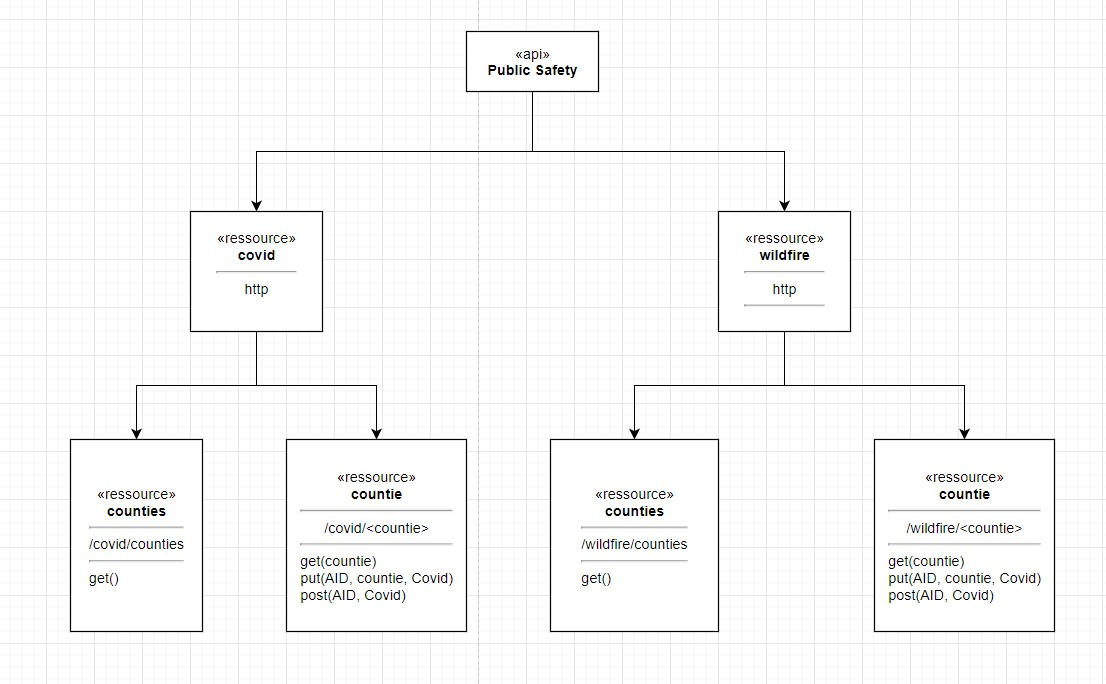 «api»
Public Safety
«ressource»
covid
http
«ressource»
wildfire
http
«ressource»
counties
/covid/counties
get()
«ressource»
countie
/covid/<countie>
get(countie)
put(AID, countie, Covid)
post(AID, Covid)
«ressource»
counties
/wildfire/counties
get()
«ressource»
countie
/wildfire/<countie>
get(countie)
put(AID, countie, Covid)
post(AID, Covid)